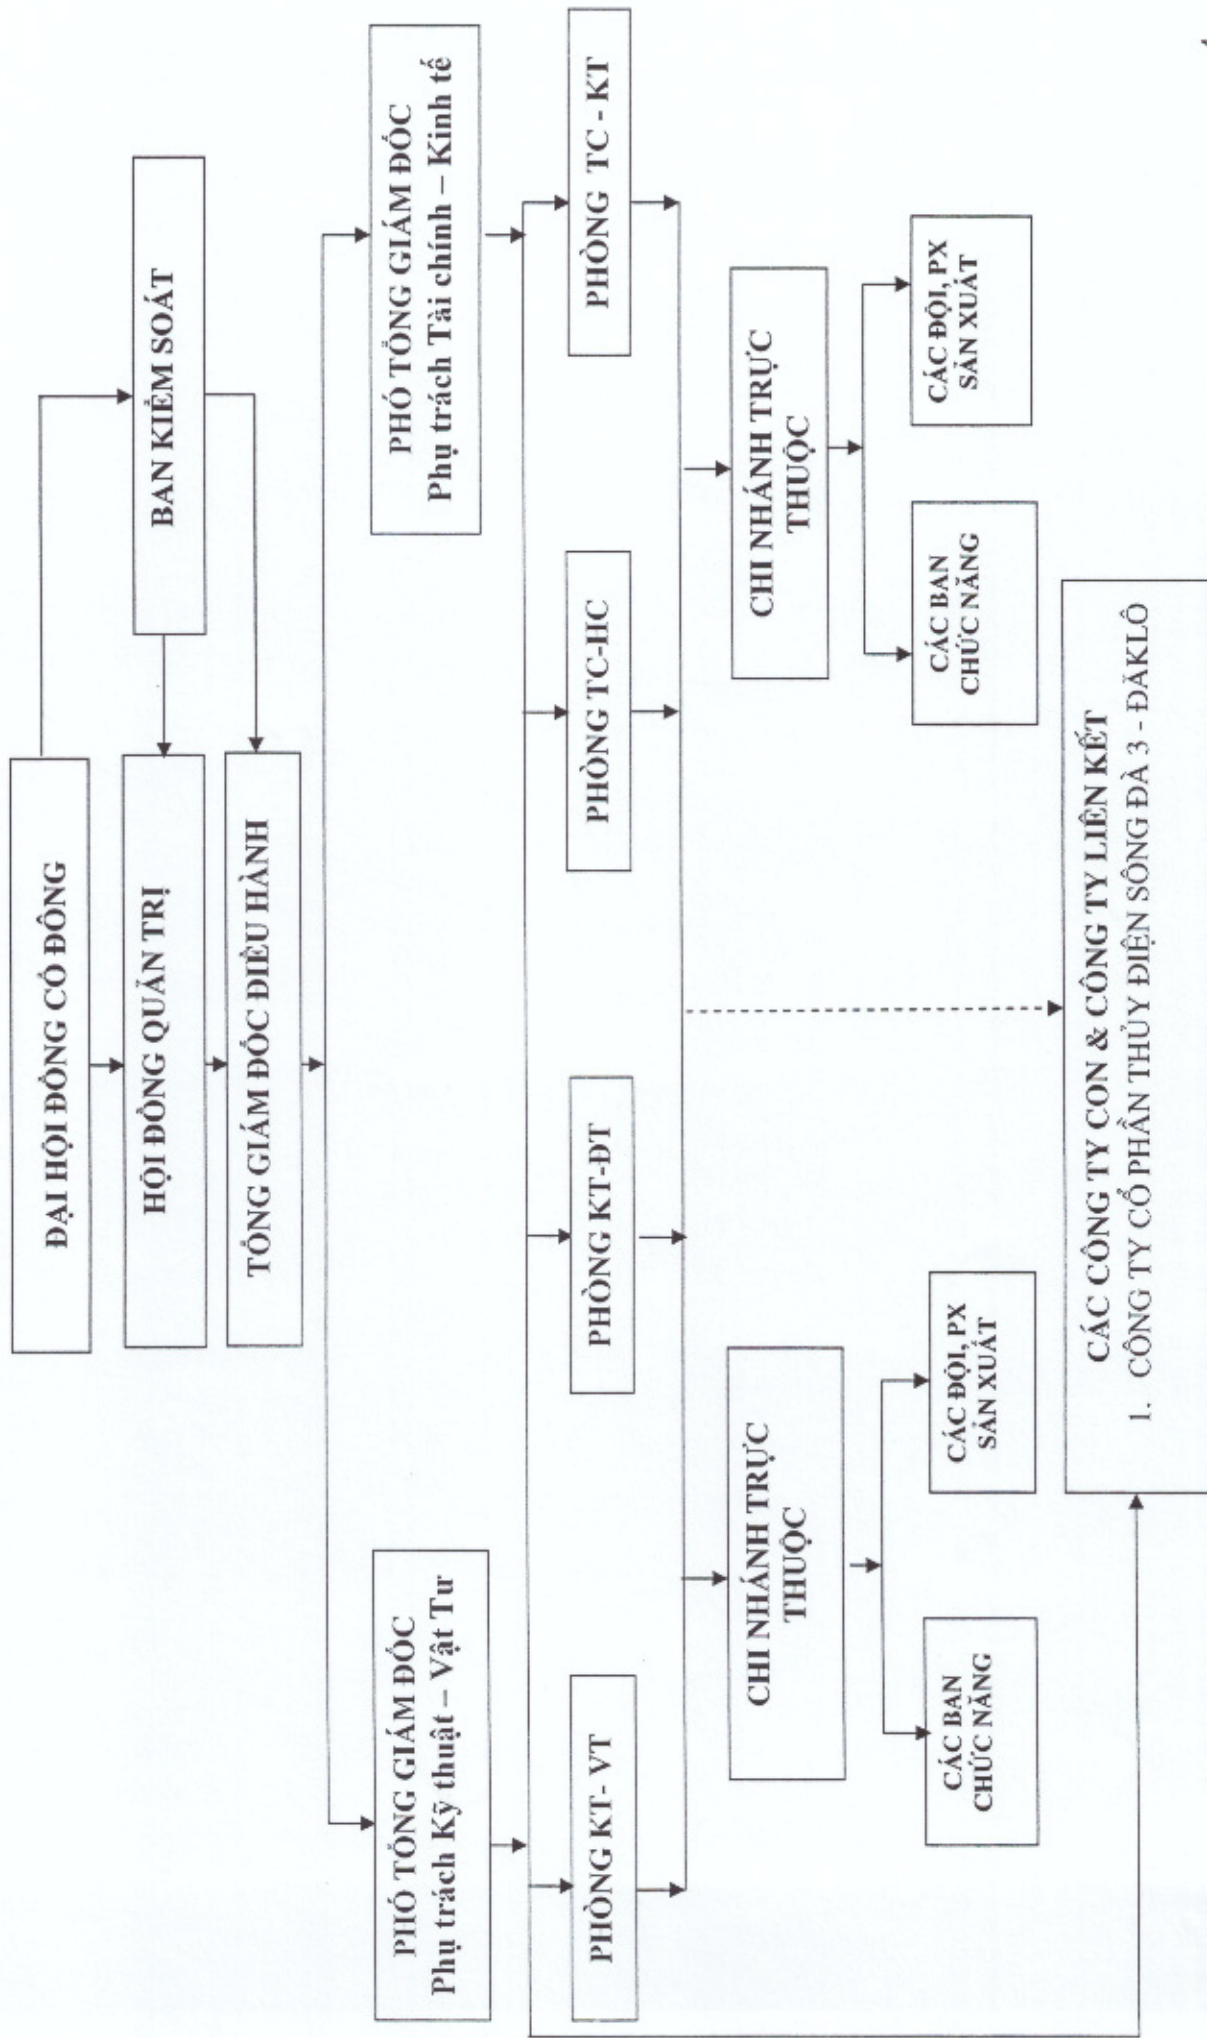 ĐẠI HỘI ĐỒNG CỔ ĐÔNG
BAN KIỂM SOÁT
HỘI ĐỒNG QUẢN TRỊ
TỔNG GIÁM ĐỐC ĐIỀU HÀNH
PHÓ TỔNG GIÁM ĐỐC
Phụ trách Kỹ thuật – Vật Tư
PHÓ TỔNG GIÁM ĐỐC
Phụ trách Tài chính – Kinh tế
PHÒNG KT- VT
PHÒNG KT-ĐT
PHÒNG TC-HC
PHÒNG TC - KT
CHI NHÁNH TRỰC
THUỘC
CHI NHÁNH TRỰC
THUỘC
CÁC BAN
CHỨC NĂNG
CÁC ĐỘI, PX
SẢN XUẤT
CÁC BAN
CHỨC NĂNG
CÁC ĐỘI, PX
SẢN XUẤT
CÁC CÔNG TY CON & CÔNG TY LIÊN KẾT
1. CÔNG TY CỔ PHẦN THỦY ĐIỆN SÔNG ĐÀ 3 - ĐĂKLÔ